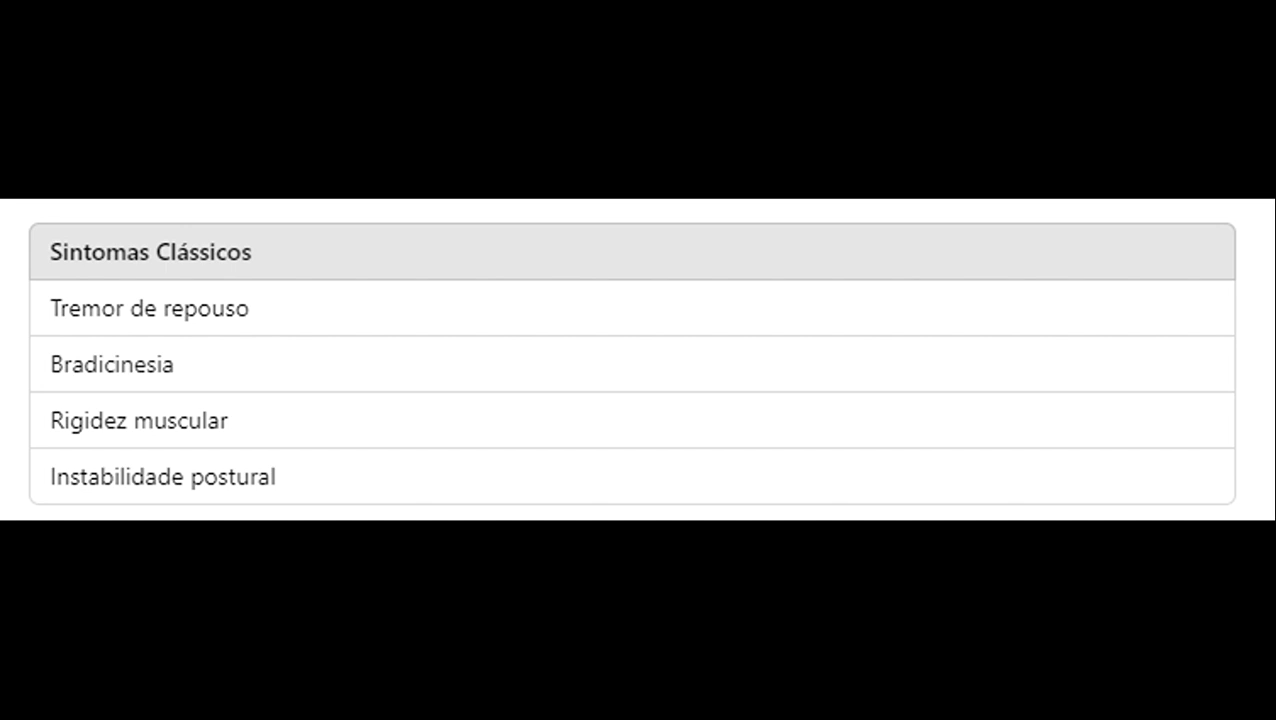 Sintomas Clássicos
Tremor de repouso
Bradicinesia
Rigidez muscular
Instabilidade postural